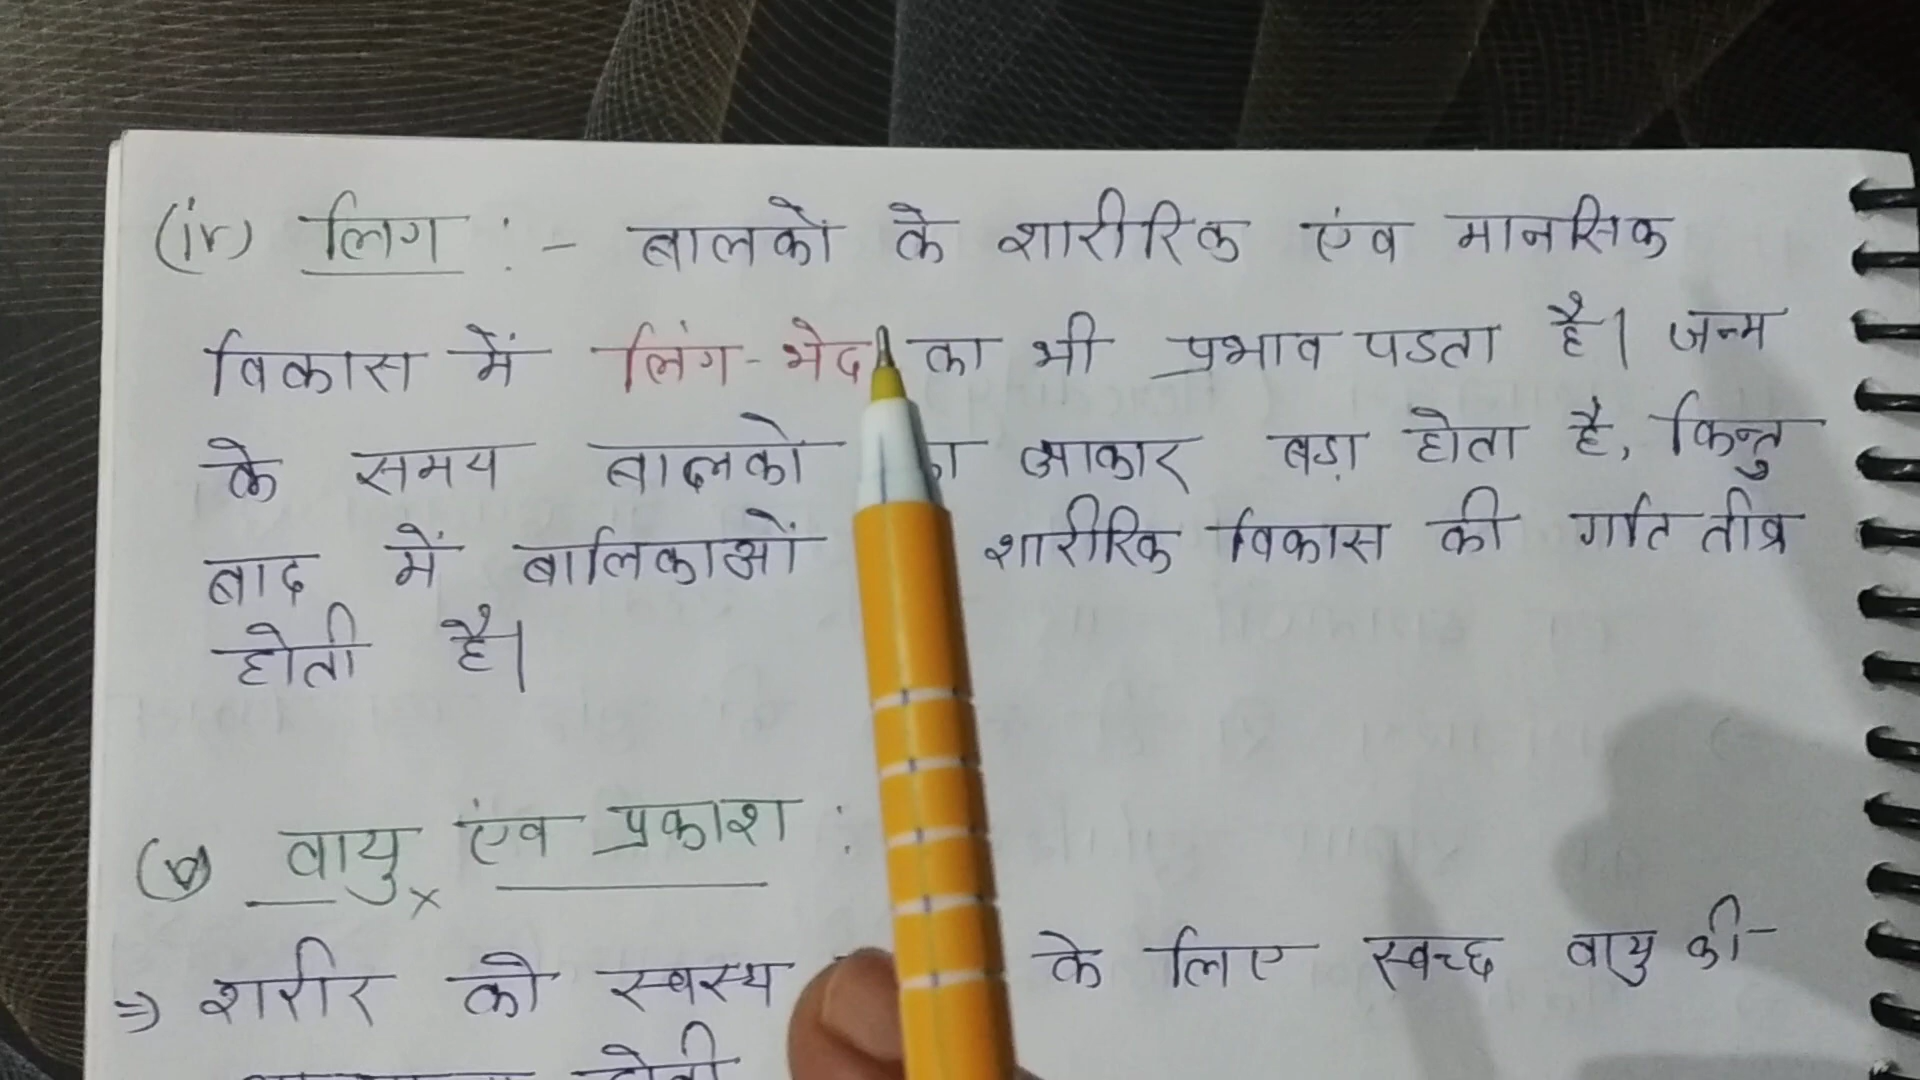 (iv) लिग :- बालकों के शारीरिक एंव मानसिक
विकास में लिंग-भेद का भी प्रभाव पडता है। जन्म
के समय बालको का आकार बड़ा होता है, किन्तु
बाद में बालिकाओं शारीरिक विकास की गति तीव्र
होती है।
(v) वायु एंव प्रकाश :
⇒ शरीर को स्वस्थ के लिए स्वच्छ वायु की-
होती